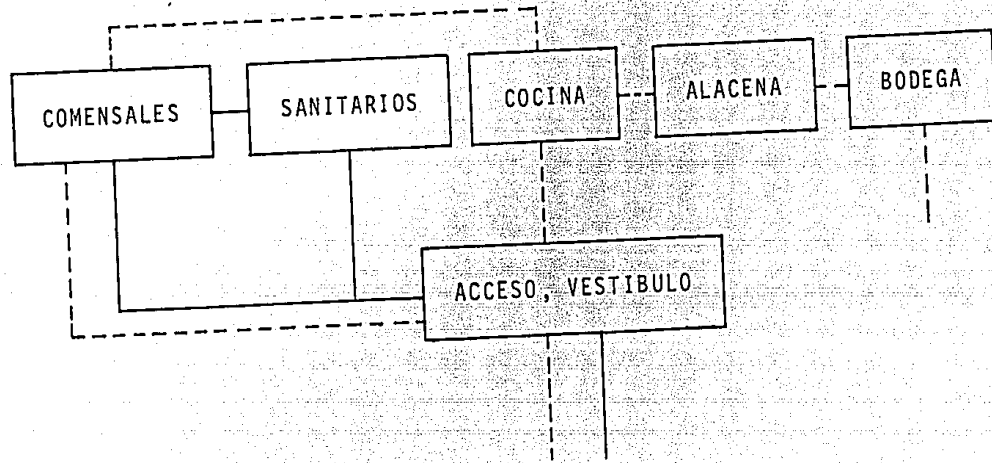 COMENSALES
SANITARIOS
COCINA
ALACENA
BODEGA
ACCESO, VESTIBULO